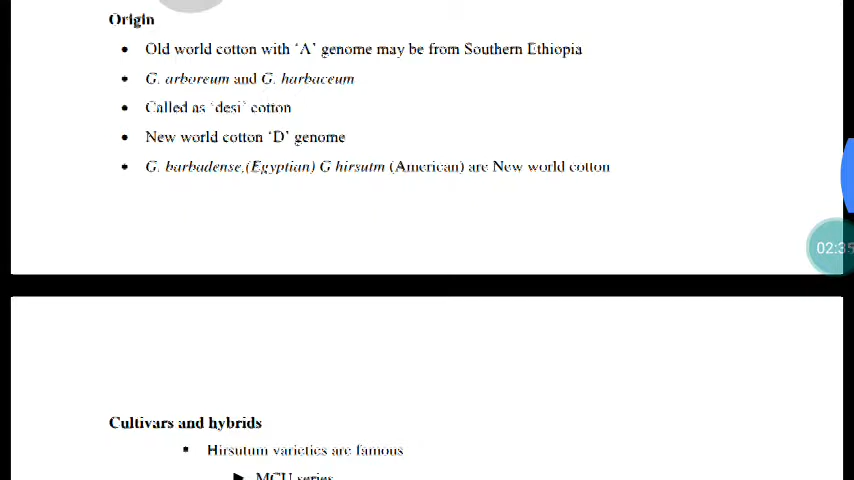 Origin
• Old world cotton with ‘A’ genome may be from Southern Ethiopia
• G. arboreum and G. harbaceum
• Called as ‘desi’ cotton
• New world cotton ‘D’ genome
• G. barbadense,(Egyptian) G hirsutm (American) are New world cotton
02:35
Cultivars and hybrids
▪ Hirsutum varieties are famous
► MCU series